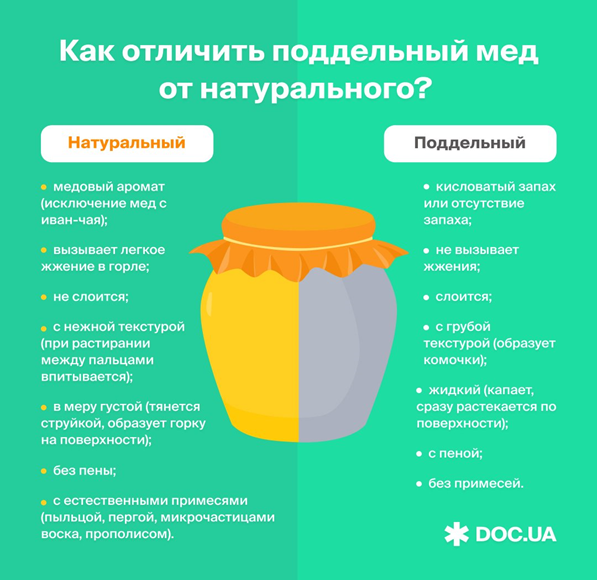 Как отличить поддельный мед
от натурального?
Натуральный
• медовый аромат
(исключение мед с
иван-чая);
• вызывает легкое
жжение в горле;
• не слоится;
• с нежной текстурой
(при растирании
между пальцами
впитывается);
• в меру густой (тянется
струйкой, образует горку
на поверхности);
• без пены;
• с естественными примесями
(пыльцой, пергой, микрочастицами
воска, прополисом).
Поддельный
• кисловатый запах
или отсутствие
запаха;
• не вызывает
жжения;
• слоится;
• с грубой
текстурой (образует
комочки);
• жидкий (капает,
сразу растекается по
поверхности);
• с пеной;
• без примесей.
DOC.UA